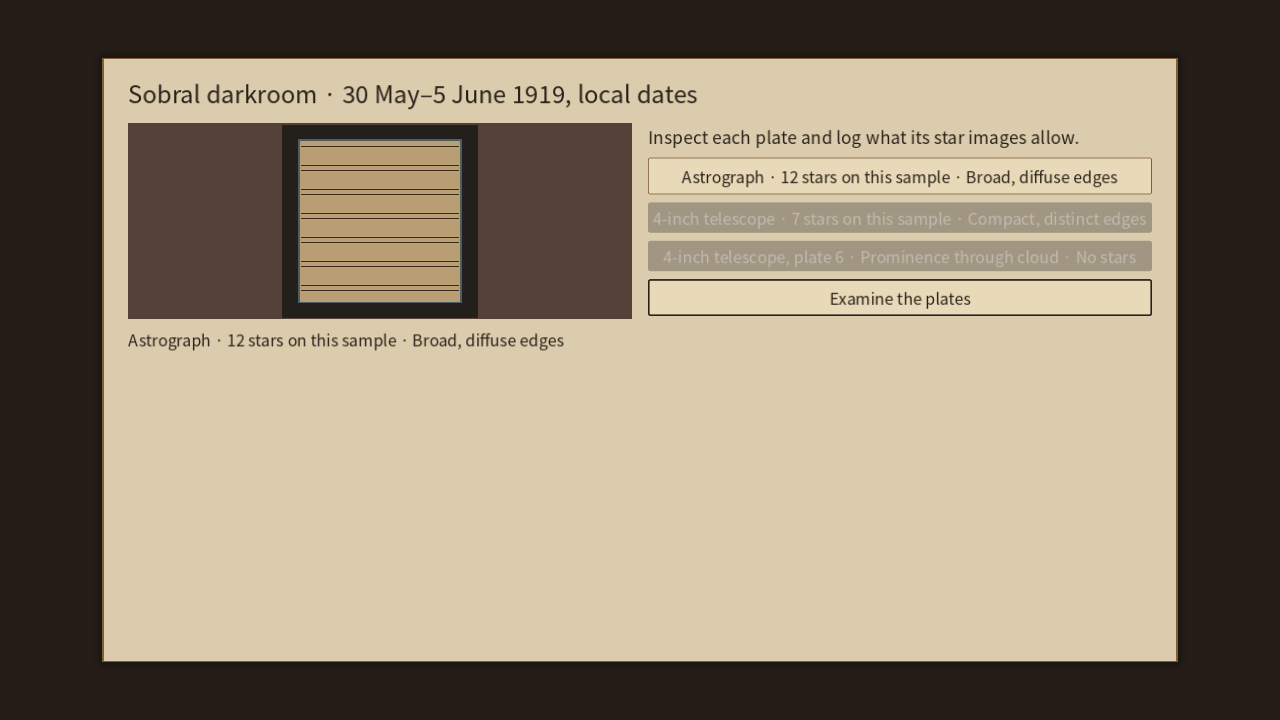 Sobral darkroom · 30 May–5 June 1919, local dates
Inspect each plate and log what its star images allow.
Astrograph · 12 stars on this sample · Broad, diffuse edges
4-inch telescope · 7 stars on this sample · Compact, distinct edges
4-inch telescope, plate 6 · Prominence through cloud · No stars
Examine the plates
Astrograph · 12 stars on this sample · Broad, diffuse edges